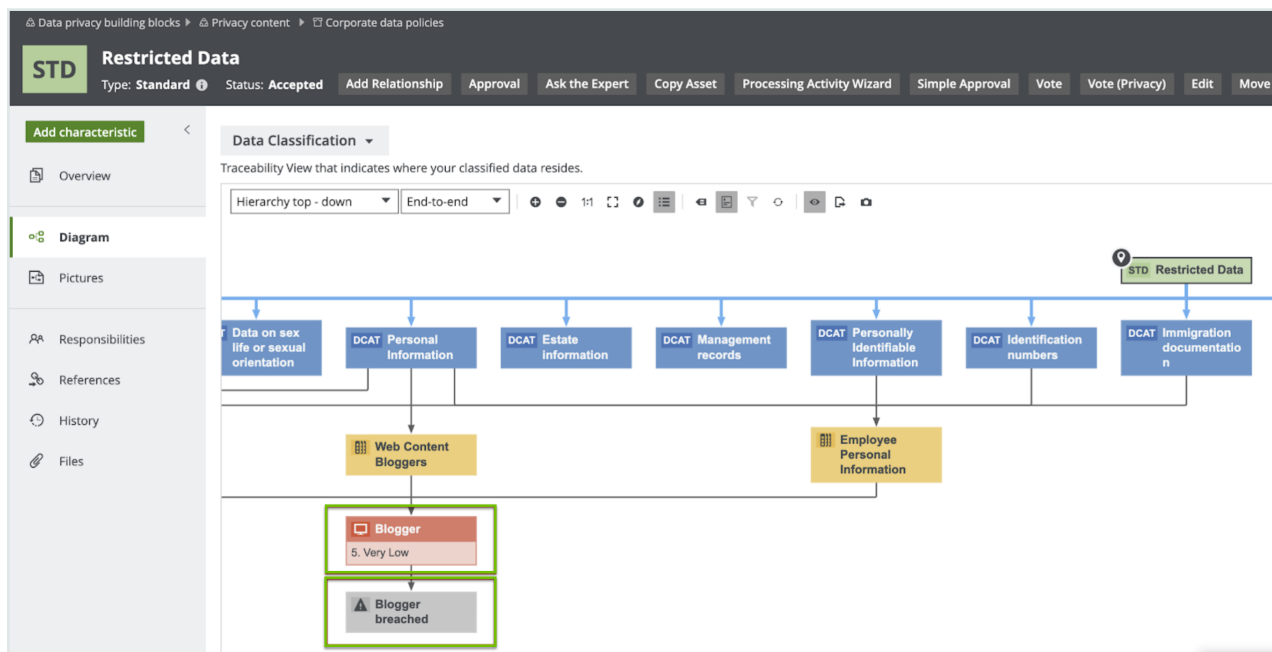 Data privacy building blocks Privacy content Corporate data policies
STD
Restricted Data
Type: Standard Status: Accepted
Add Relationship Approval Ask the Expert Copy Asset Processing Activity Wizard Simple Approval Vote Vote (Privacy) Edit Move
Add characteristic
Overview
Diagram
Pictures
Responsibilities
References
History
Files
Data Classification
Traceability View that indicates where your classified data resides.
Hierarchy top - down End-to-end 1:1
STD Restricted Data
Data on sex
life or sexual
orientation
DCAT Personal
Information
DCAT Estate
information
DCAT Management
records
DCAT Personally
Identifiable
Information
DCAT Identification
numbers
DCAT Immigration
documentatio
n
Web Content
Bloggers
Employee
Personal
Information
Blogger
5. Very Low
Blogger
breached